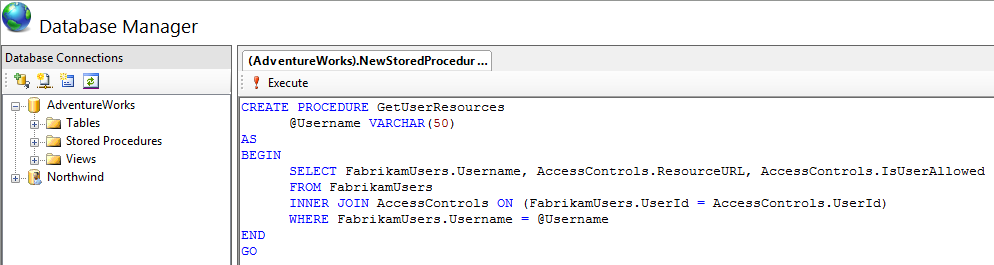 Database Manager
Database Connections
AdventureWorks
Tables
Stored Procedures
Views
Northwind
(AdventureWorks).NewStoredProcedur ...
Execute
CREATE PROCEDURE GetUserResources
@Username VARCHAR(50)
AS
BEGIN
SELECT FabrikamUsers.Username, AccessControls.ResourceURL, AccessControls.IsUserAllowed
FROM FabrikamUsers
INNER JOIN AccessControls ON (FabrikamUsers.UserId = AccessControls.UserId)
WHERE FabrikamUsers.Username = @Username
END
GO